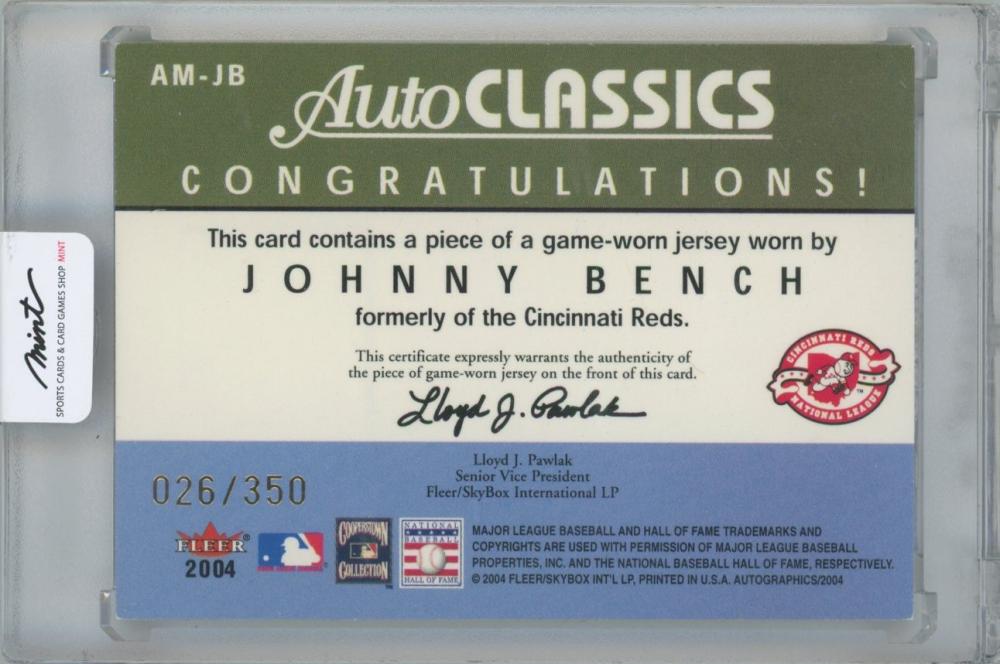 AM-JB
Auto CLASSICS
CONGRATULATIONS!
This card contains a piece of a game-worn jersey worn by
JOHNNY BENCH
formerly of the Cincinnati Reds.
This certificate expressly warrants the authenticity of
the piece of game-worn jersey on the front of this card.
Lloyd J. Pawlak
CINCINNATI REDS
NATIONAL LEAGUE
TM
mint
SPORTS CARDS & CARD GAMES SHOP MINT
Lloyd J. Pawlak
Senior Vice President
Fleer/SkyBox International LP
026/350
FLEER
2004
COOPERSTOWN
COLLECTION
NATIONAL
BASEBALL
HALL OF FAME
MAJOR LEAGUE BASEBALL AND HALL OF FAME TRADEMARKS AND
COPYRIGHTS ARE USED WITH PERMISSION OF MAJOR LEAGUE BASEBALL
PROPERTIES, INC. AND THE NATIONAL BASEBALL HALL OF FAME, RESPECTIVELY.
© 2004 FLEER/SKYBOX INT'L LP, PRINTED IN U.S.A. AUTOGRAPHICS/2004